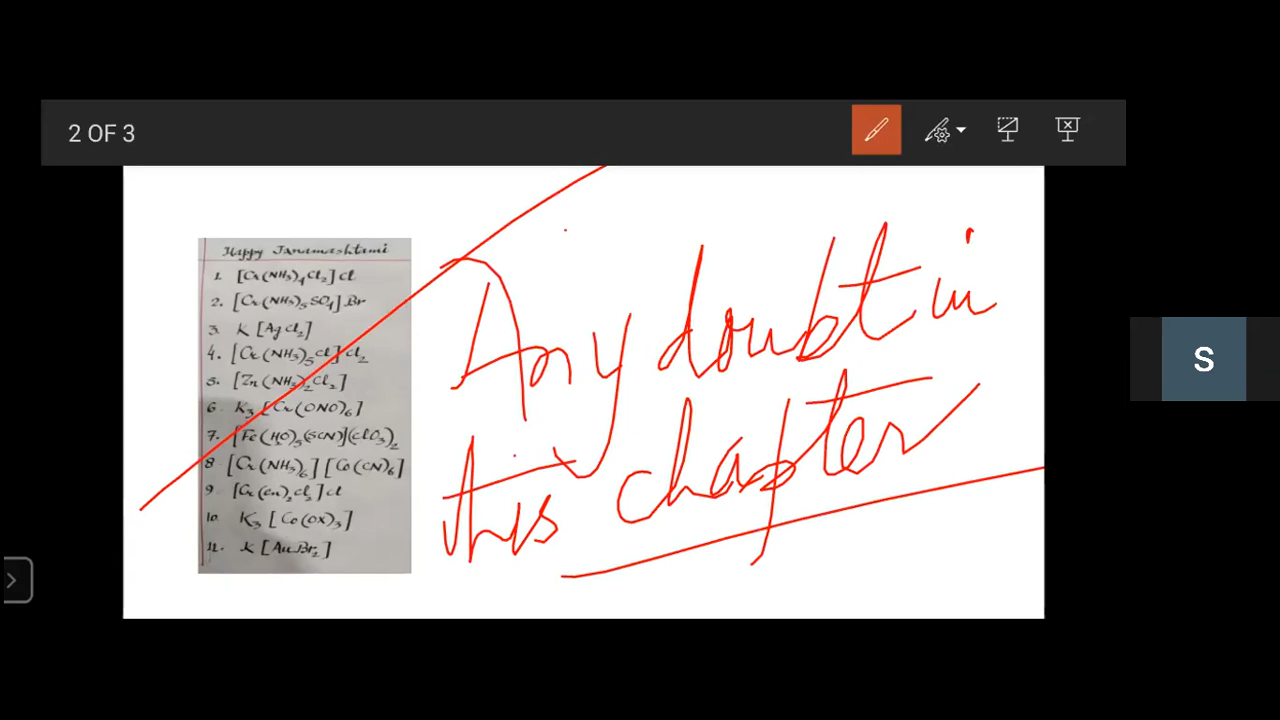 2 OF 3
Happy Janamashtami
1. [Cr(NH3)4Cl2]Cl
2. [Cr(NH3)5SO4]Br
3. K[AgCl2]
4. [Cr(NH3)5Cl]Cl2
5. [Zn(NH3)2Cl2]
6. K3[Cr(ONO)6]
7. [Fe(H2O)5(SCN)](ClO3)2
8 [Cr(NH3)6][Co(CN)6]
9 [Cr(en)2Cl2]Cl
10. K3[Co(ox)3]
11. K[AuBr2]
Any doubt in
this chapter
S